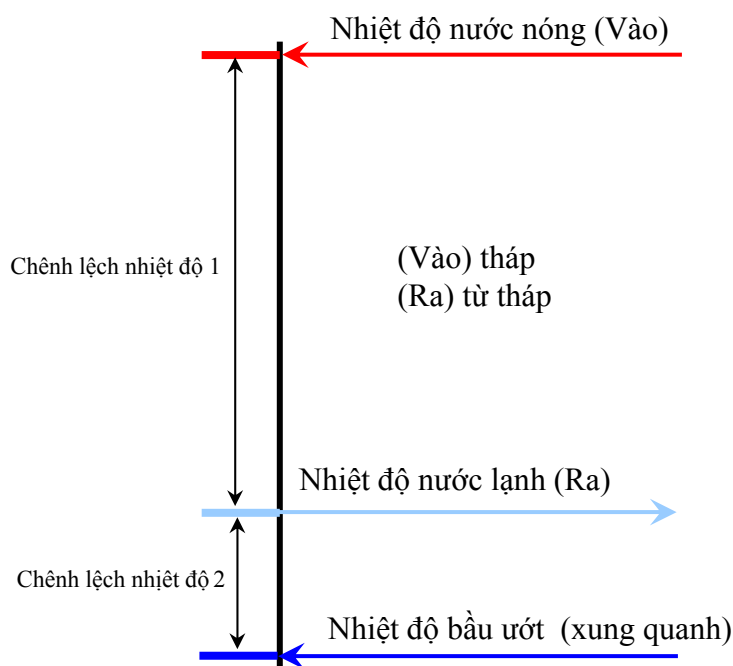 Nhiệt độ nước nóng (Vào)
Chênh lệch nhiệt độ 1
(Vào) tháp
(Ra) từ tháp
Nhiệt độ nước lạnh (Ra)
Chênh lệch nhịêt độ 2
Nhiệt độ bầu ướt (xung quanh)